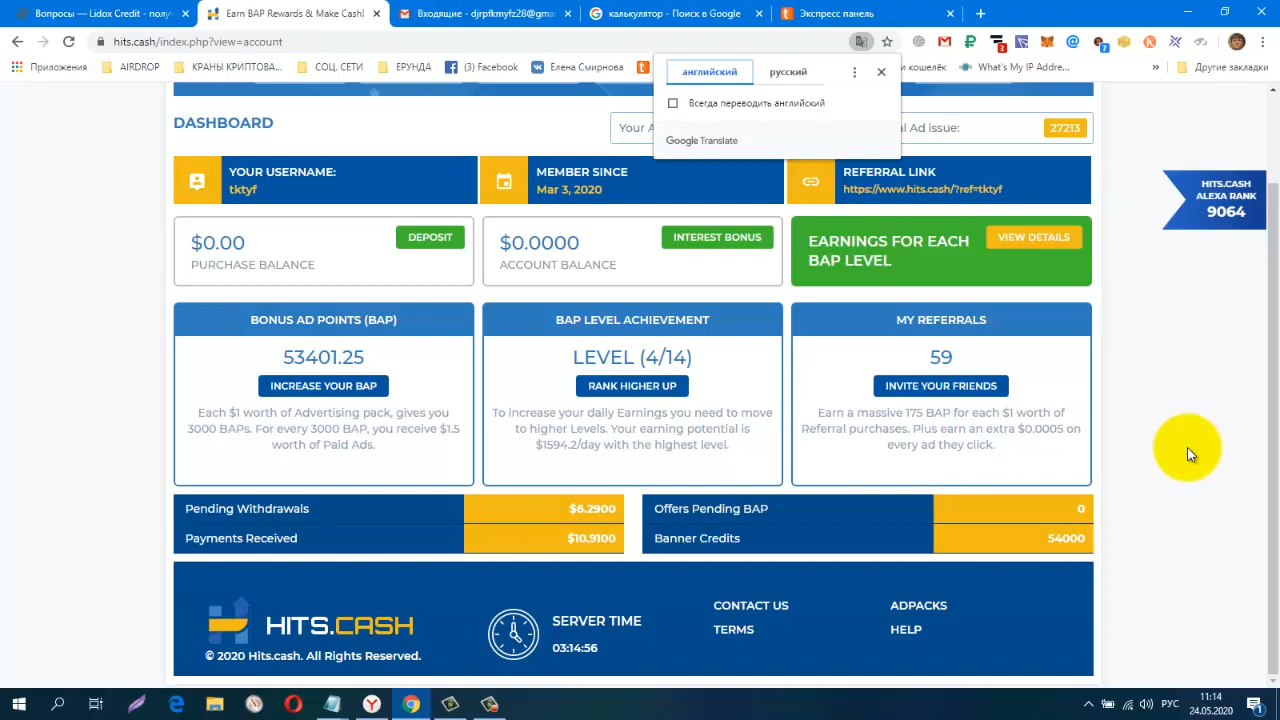 Вопросы — Lidox Credit - полу
Earn BAP Rewards & Make Cash!
Входящие - djrpfkmyfz28@gma
калькулятор - Поиск в Google
Экспресс панель
hits.cash/index.php?view=account
Приложения
AIRDROP
КРАНЫ КРИПТОВА...
СОЦ. СЕТИ
ЕРУНДА
(3) Facebook
Елена Смирнова
кошелёк
What's My IP Addre...
Другие закладки
английский
русский
Всегда переводить английский
Google Translate
DASHBOARD
Your A
l Ad issue:
27213
YOUR USERNAME:
tktyf
MEMBER SINCE
Mar 3, 2020
REFERRAL LINK
https://www.hits.cash/?ref=tktyf
HITS.CASH
ALEXA RANK
9064
$0.00
DEPOSIT
PURCHASE BALANCE
$0.0000
INTEREST BONUS
ACCOUNT BALANCE
EARNINGS FOR EACH
BAP LEVEL
VIEW DETAILS
BONUS AD POINTS (BAP)
53401.25
INCREASE YOUR BAP
Each $1 worth of Advertising pack, gives you
3000 BAPs. For every 3000 BAP, you receive $1.5
worth of Paid Ads.
BAP LEVEL ACHIEVEMENT
LEVEL (4/14)
RANK HIGHER UP
To increase your daily Earnings you need to move
to higher Levels. Your earning potential is
$1594.2/day with the highest level.
MY REFERRALS
59
INVITE YOUR FRIENDS
Earn a massive 175 BAP for each $1 worth of
Referral purchases. Plus earn an extra $0.0005 on
every ad they click.
Pending Withdrawals
$6.2900
Payments Received
$10.9100
Offers Pending BAP
0
Banner Credits
54000
HITS.CASH
© 2020 Hits.cash. All Rights Reserved.
SERVER TIME
03:14:56
CONTACT US
TERMS
ADPACKS
HELP
РУС
11:14
24.05.2020